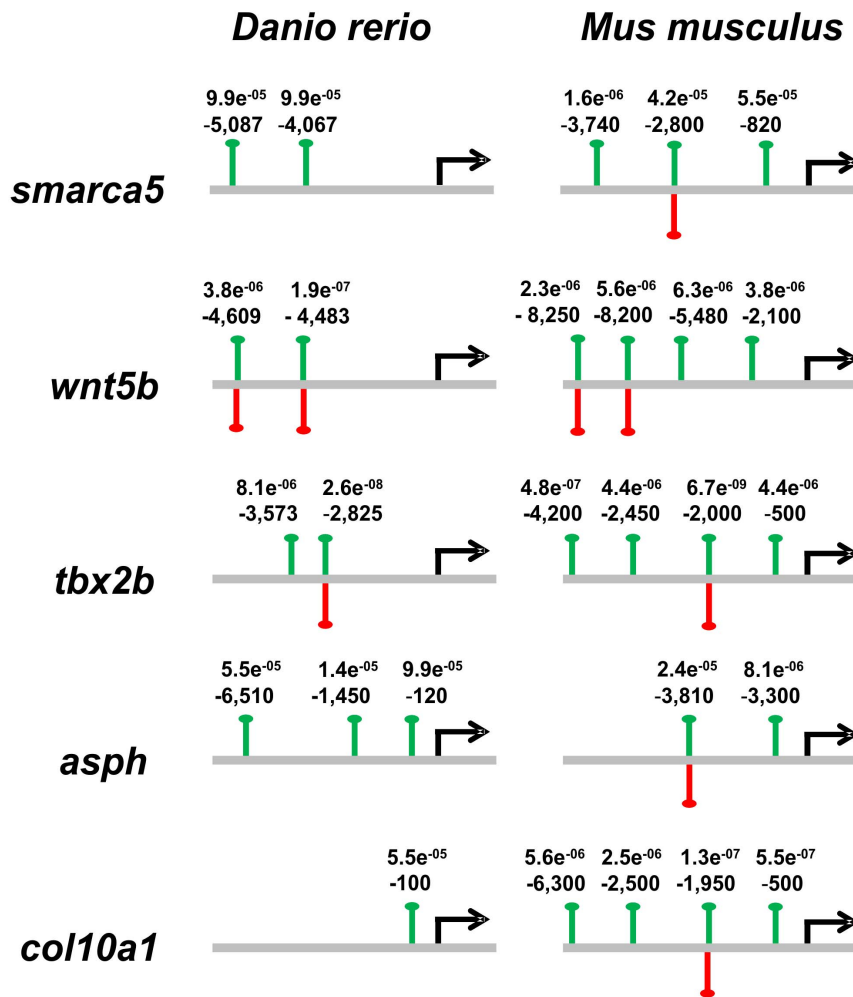 Danio rerio Mus musculus
9.9e-05 9.9e-05 1.6e-06 4.2e-05 5.5e-05
-5,087 -4,067 -3,740 -2,800 -820
smarca5
3.8e-06 1.9e-07 2.3e-06 5.6e-06 6.3e-06 3.8e-06
-4,609 - 4,483 - 8,250 -8,200 -5,480 -2,100
wnt5b
8.1e-06 2.6e-08 4.8e-07 4.4e-06 6.7e-09 4.4e-06
-3,573 -2,825 -4,200 -2,450 -2,000 -500
tbx2b
5.5e-05 1.4e-05 9.9e-05 2.4e-05 8.1e-06
-6,510 -1,450 -120 -3,810 -3,300
asph
5.5e-05 5.6e-06 2.5e-06 1.3e-07 5.5e-07
-100 -6,300 -2,500 -1,950 -500
col10a1